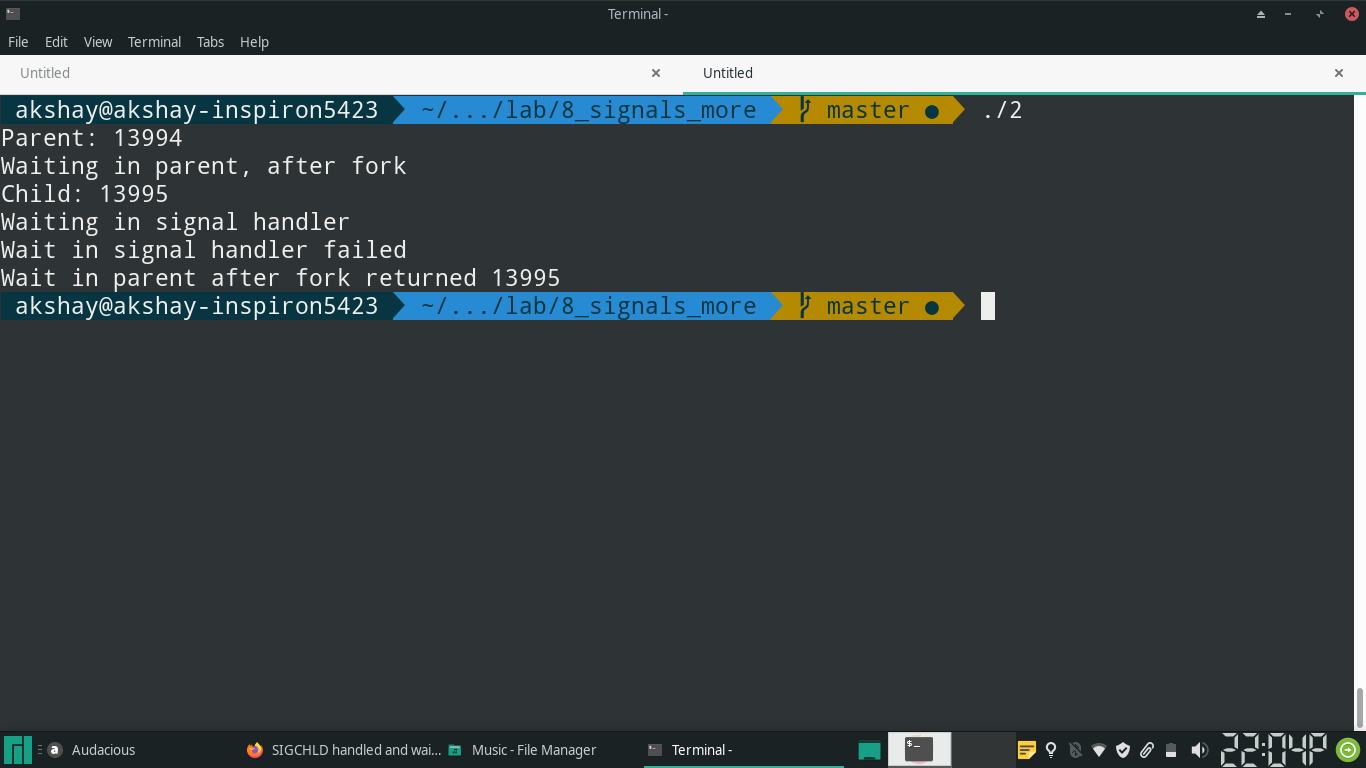 Terminal -
File Edit View Terminal Tabs Help
Untitled Untitled
akshay@akshay-inspiron5423 ~/.../lab/8_signals_more master ● ./2
Parent: 13994
Waiting in parent, after fork
Child: 13995
Waiting in signal handler
Wait in signal handler failed
Wait in parent after fork returned 13995
akshay@akshay-inspiron5423 ~/.../lab/8_signals_more master ●
Audacious SIGCHLD handled and wai... Music - File Manager Terminal - 22:04P